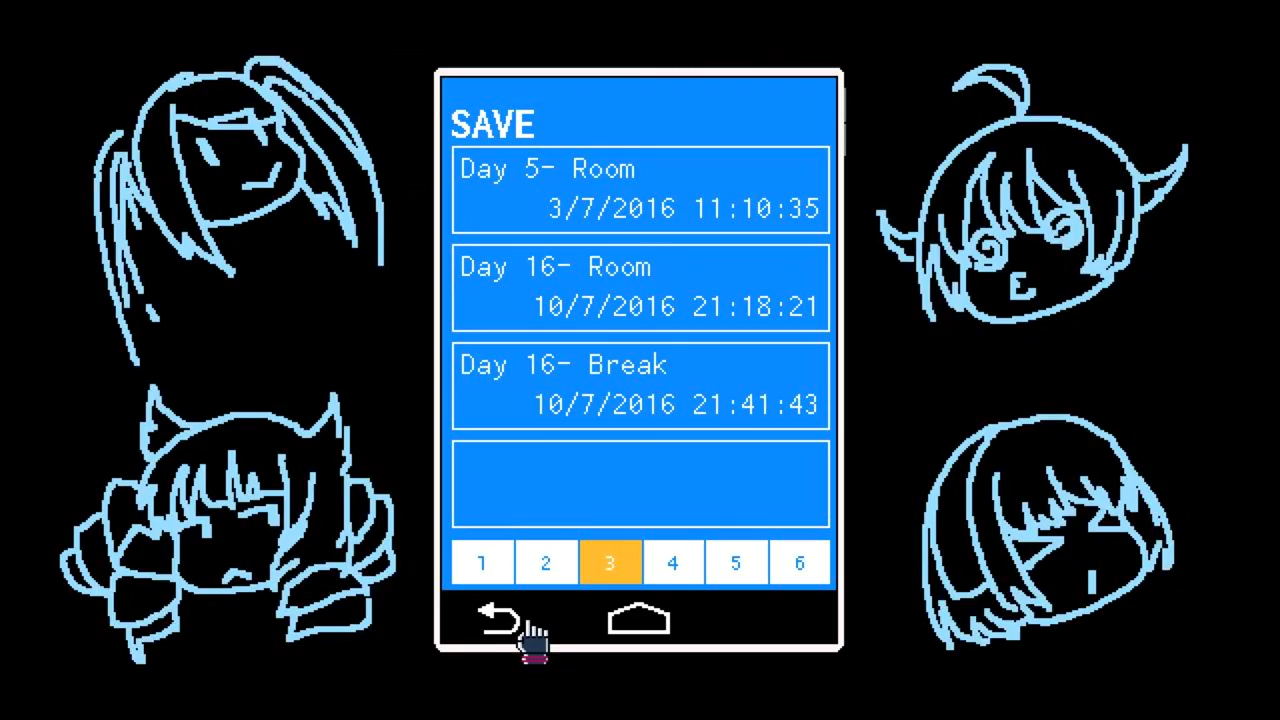 SAVE
Day 5- Room
3/7/2016 11:10:35
Day 16- Room
10/7/2016 21:18:21
Day 16- Break
10/7/2016 21:41:43
1 2 3 4 5 6